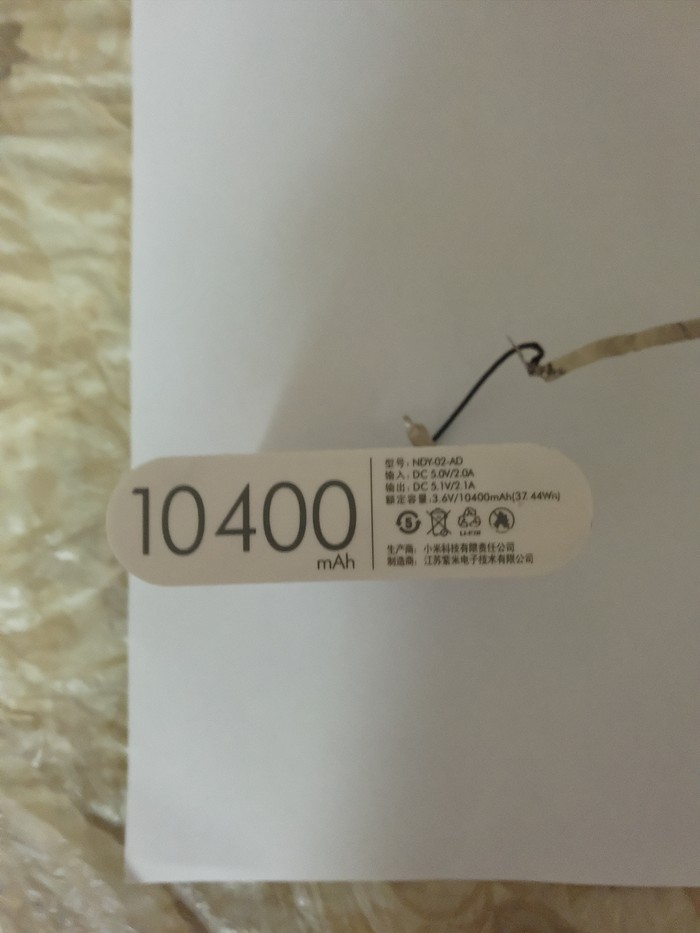 10400
mAh
型号: NDY-02-AD
输入: DC 5.0V/2.0A
输出: DC 5.1V/2.1A
额定容量:3.6V/10400mAh(37.44Wh)
5
Li-ion
生产商: 小米科技有限责任公司
制造商: 江苏紫米电子技术有限公司